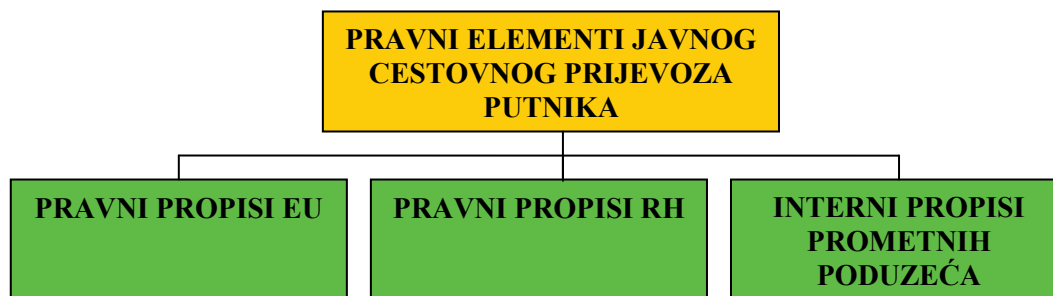 PRAVNI ELEMENTI JAVNOG
CESTOVNOG PRIJEVOZA
PUTNIKA
PRAVNI PROPISI EU
PRAVNI PROPISI RH
INTERNI PROPISI
PROMETNIH
PODUZEĆA